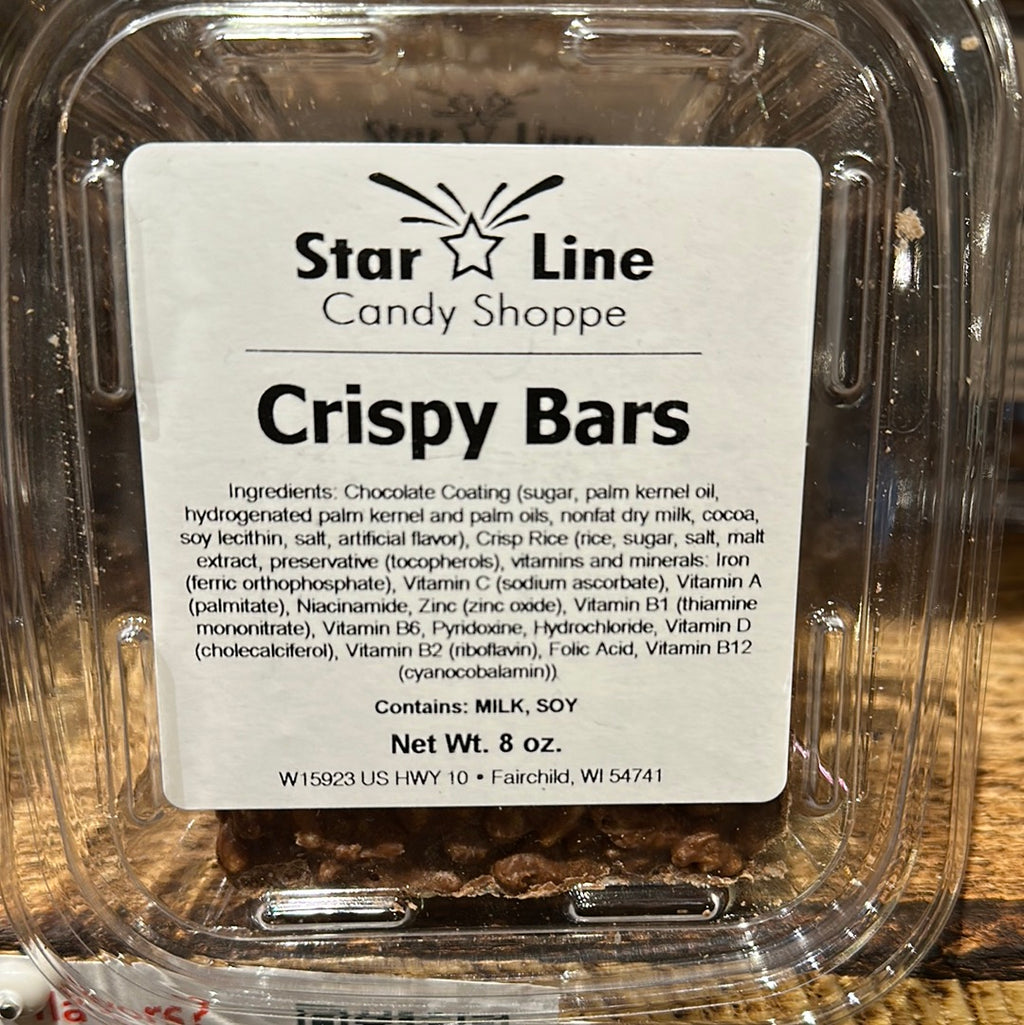 Star Line
Star Line
Candy Shoppe
Crispy Bars
Ingredients: Chocolate Coating (sugar, palm kernel oil,
hydrogenated palm kernel and palm oils, nonfat dry milk, cocoa,
soy lecithin, salt, artificial flavor), Crisp Rice (rice, sugar, salt, malt
extract, preservative (tocopherols), vitamins and minerals: Iron
(ferric orthophosphate), Vitamin C (sodium ascorbate), Vitamin A
(palmitate), Niacinamide, Zinc (zinc oxide), Vitamin B1 (thiamine
mononitrate), Vitamin B6, Pyridoxine, Hydrochloride, Vitamin D
(cholecalciferol), Vitamin B2 (riboflavin), Folic Acid, Vitamin B12
(cyanocobalamin))
Contains: MILK, SOY
Net Wt. 8 oz.
W15923 US HWY 10 • Fairchild, WI 54741